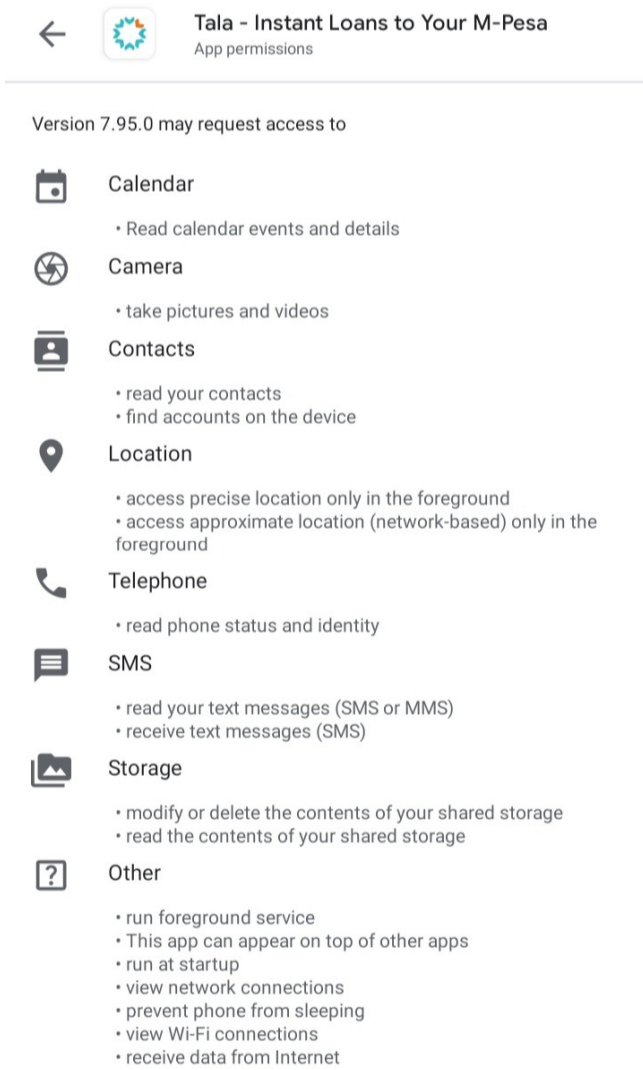 Tala - Instant Loans to Your M-Pesa
App permissions
Version 7.95.0 may request access to
Calendar
• Read calendar events and details
Camera
• take pictures and videos
Contacts
• read your contacts
• find accounts on the device
Location
• access precise location only in the foreground
• access approximate location (network-based) only in the
foreground
Telephone
• read phone status and identity
SMS
• read your text messages (SMS or MMS)
• receive text messages (SMS)
Storage
• modify or delete the contents of your shared storage
• read the contents of your shared storage
Other
• run foreground service
• This app can appear on top of other apps
• run at startup
• view network connections
• prevent phone from sleeping
• view Wi-Fi connections
• receive data from Internet